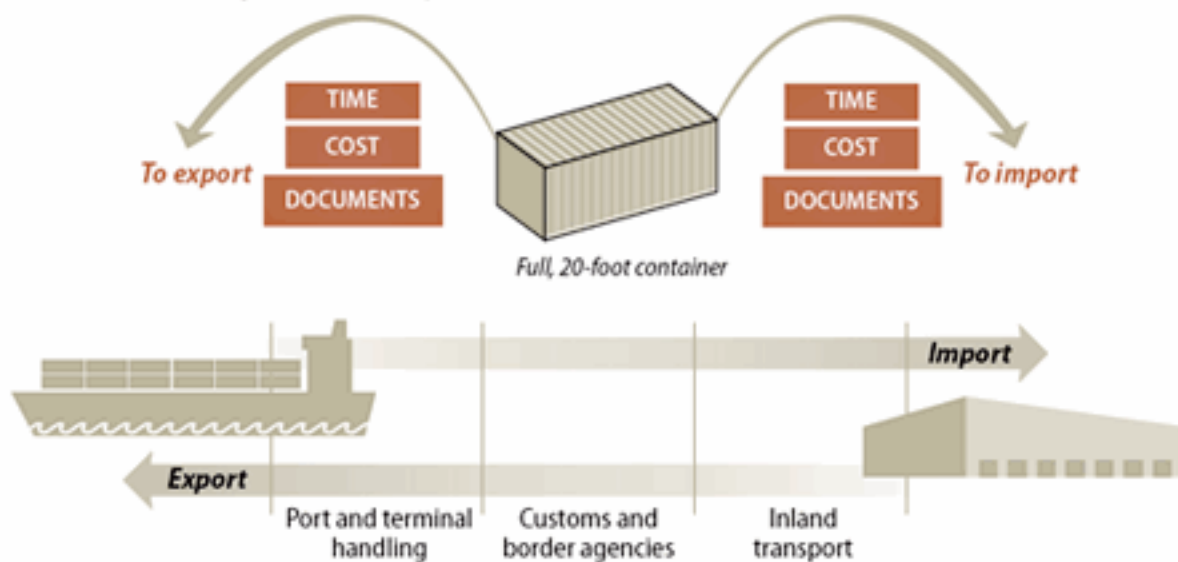 TIME
COST
DOCUMENTS
To export
TIME
COST
DOCUMENTS
To import
Full, 20-foot container
Import
Export
Port and terminal
handling
Customs and
border agencies
Inland
transport